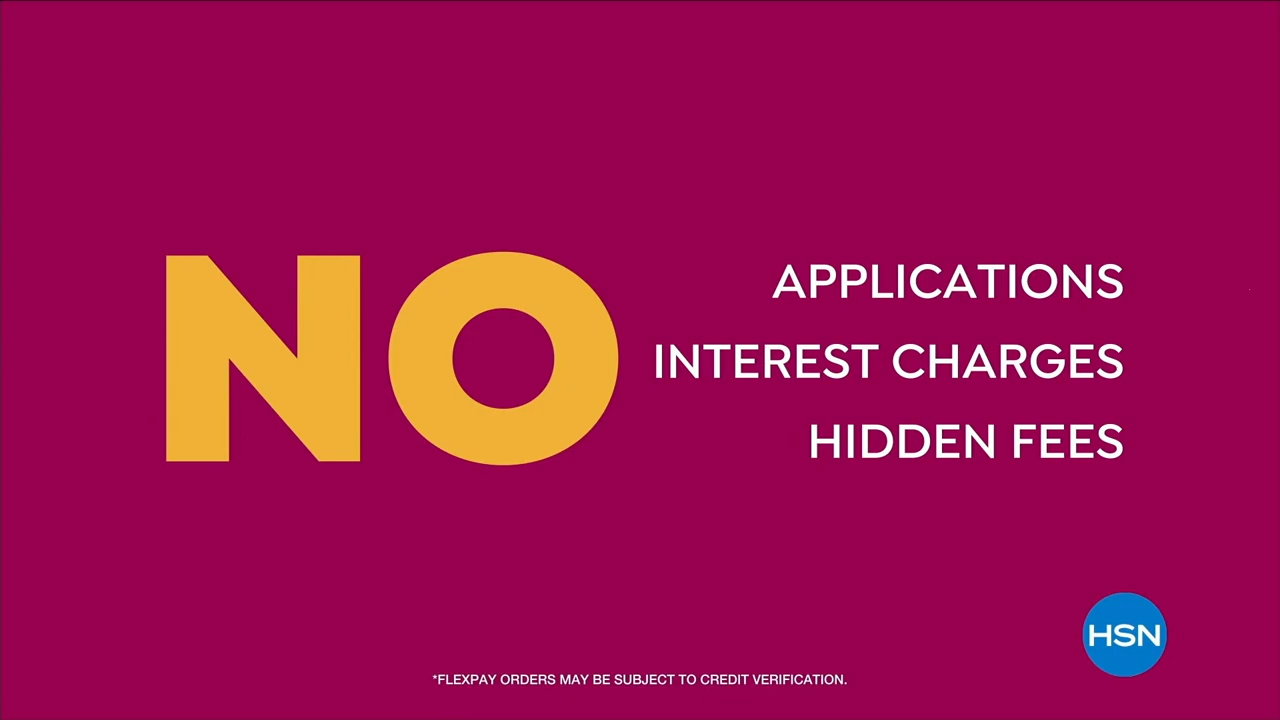 NO
APPLICATIONS
INTEREST CHARGES
HIDDEN FEES
HSN
*FLEXPAY ORDERS MAY BE SUBJECT TO CREDIT VERIFICATION.